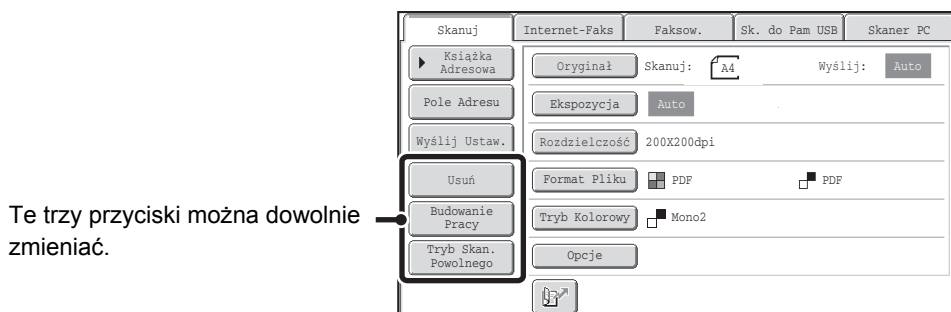 Skanuj Internet-Faks Faksow. Sk. do Pam USB Skaner PC
Książka
Adresowa
Oryginał Skanuj: A4 Wyślij: Auto
Pole Adresu Ekspozycja Auto
Wyślij Ustaw. Rozdzielczość 200X200dpi
Usuń Format Pliku PDF PDF
Te trzy przyciski można dowolnie
zmieniać.
Budowanie
Pracy
Tryb Kolorowy Mono2
Tryb Skan.
Powolnego
Opcje